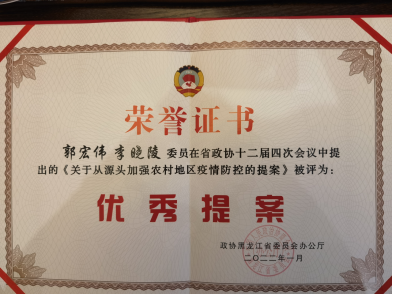 荣誉证书
郭宏伟 李晓陵 委员在省政协十二届四次会议中提
出的《关于从源头加强农村地区疫情防控的提案》被评为：
优秀提案
政协黑龙江省委员会办公厅
二〇二二年一月